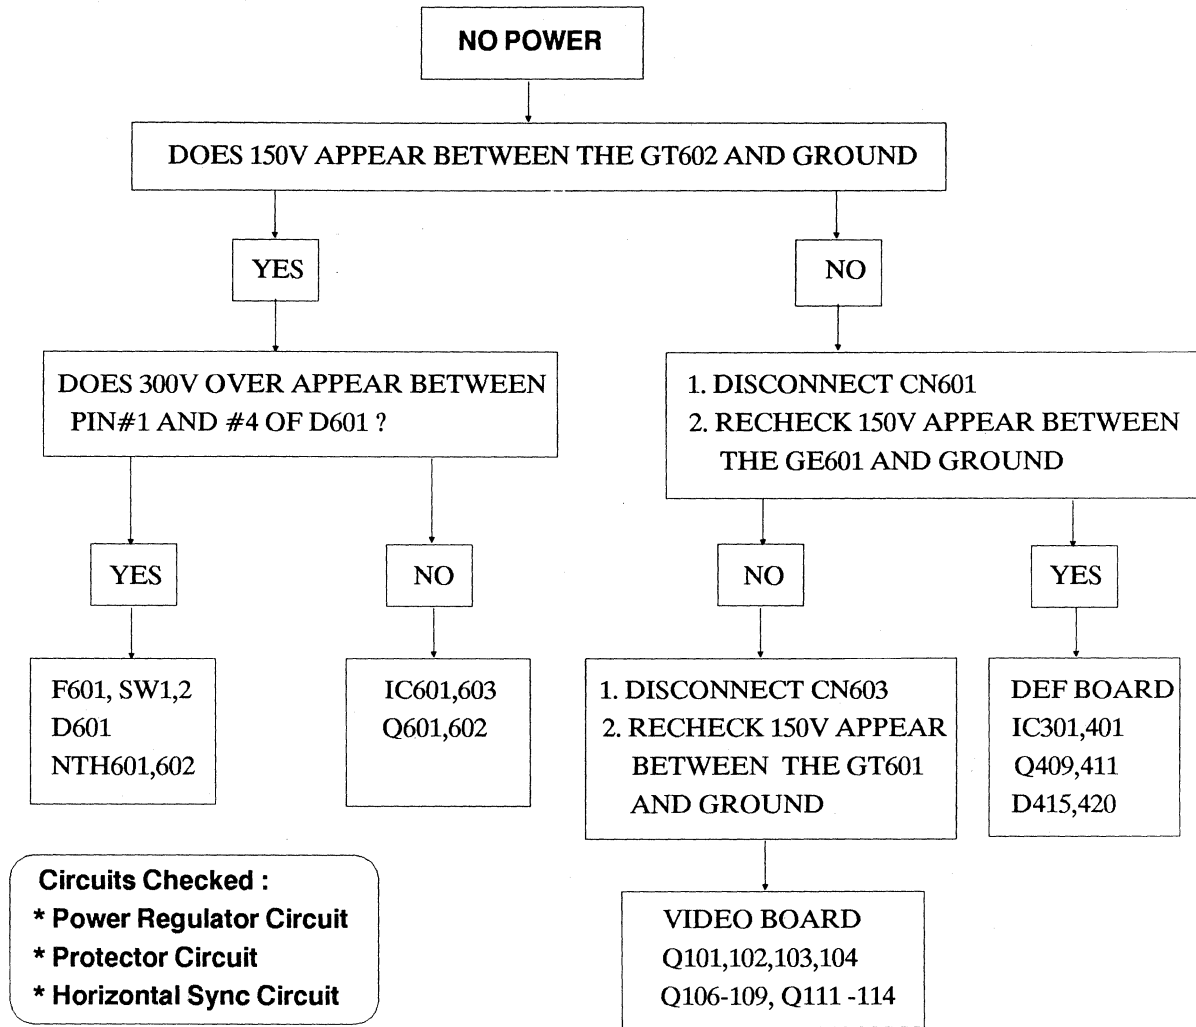 NO POWER
DOES 150V APPEAR BETWEEN THE GT602 AND GROUND
YES
NO
DOES 300V OVER APPEAR BETWEEN
PIN#1 AND #4 OF D601 ?
1. DISCONNECT CN601
2. RECHECK 150V APPEAR BETWEEN
THE GE601 AND GROUND
YES
NO
NO
YES
F601, SW1,2
D601
NTH601,602
IC601,603
Q601,602
1. DISCONNECT CN603
2. RECHECK 150V APPEAR
BETWEEN THE GT601
AND GROUND
DEF BOARD
IC301,401
Q409,411
D415,420
Circuits Checked :
* Power Regulator Circuit
* Protector Circuit
* Horizontal Sync Circuit
VIDEO BOARD
Q101,102,103,104
Q106-109, Q111 -114